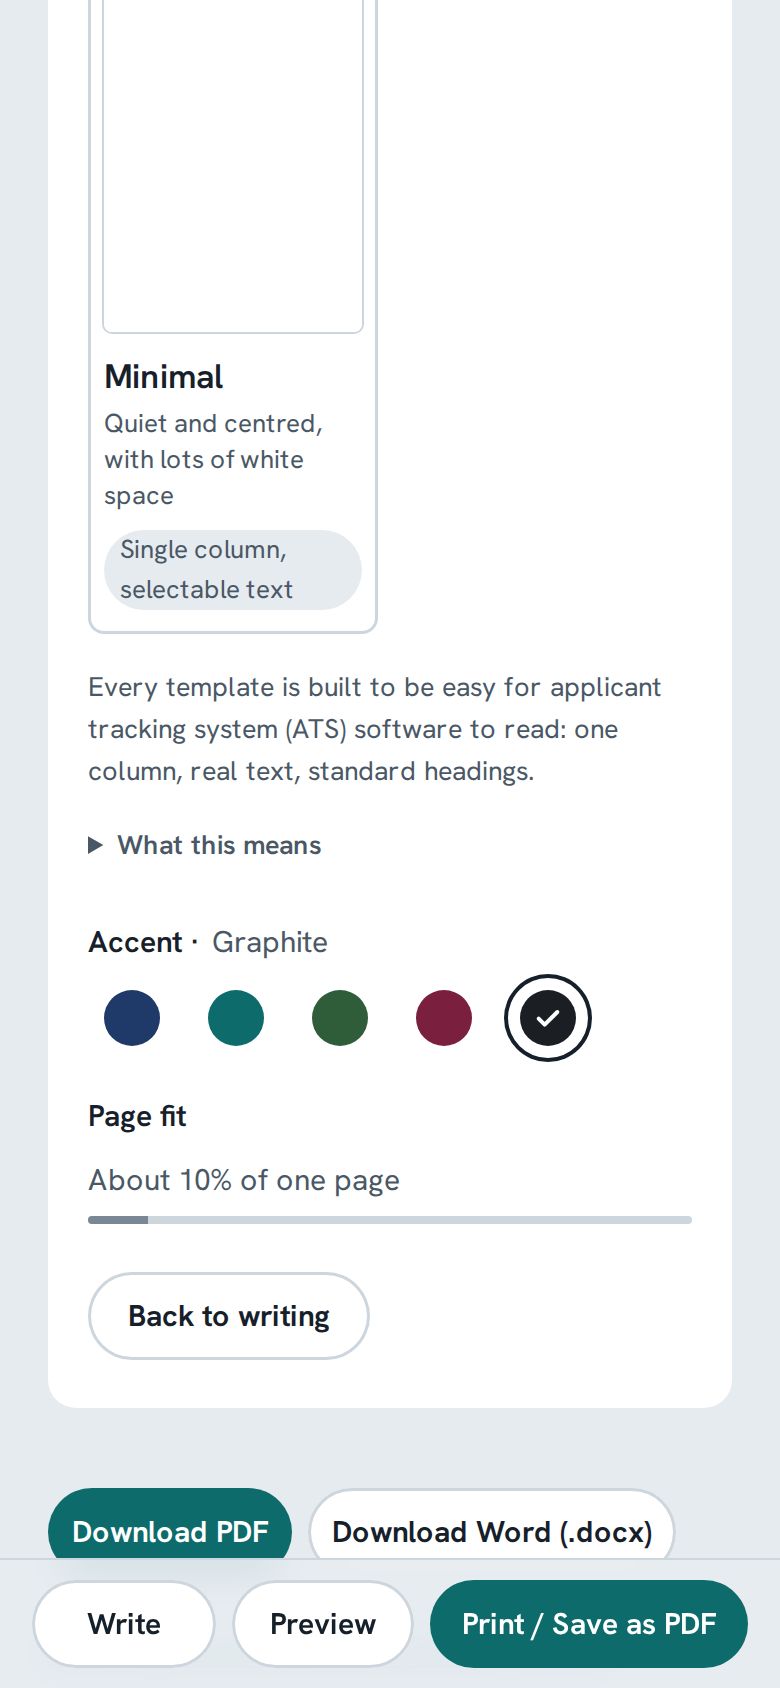 Minimal
Quiet and centred,
with lots of white
space
Single column,
selectable text
Every template is built to be easy for applicant
tracking system (ATS) software to read: one
column, real text, standard headings.
What this means
Accent · Graphite
Page fit
About 10% of one page
Back to writing
Download PDF Download Word (.docx)
Write Preview Print / Save as PDF